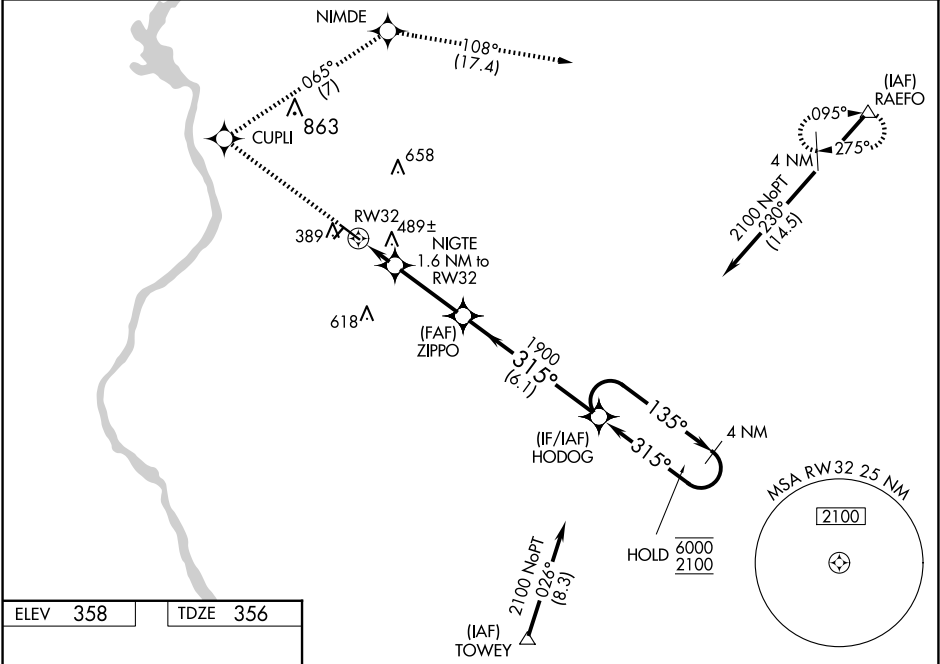 NIMDE
108°
(17.4)
065°
(7)
863
CUPLI
658
(IAF)
RAEFO
095°
275°
4 NM
2100 NoPT
230°
(14.5)
RW32
389
489±
NIGTE
1.6 NM to
RW32
618
(FAF)
ZIPPO
1900
315°
(6.1)
135°
4 NM
315°
(IF/IAF)
HODOG
MSA RW32 25 NM
2100
HOLD 6000
2100
2100 NoPT
026°
(8.3)
(IAF)
TOWEY
ELEV 358
TDZE 356